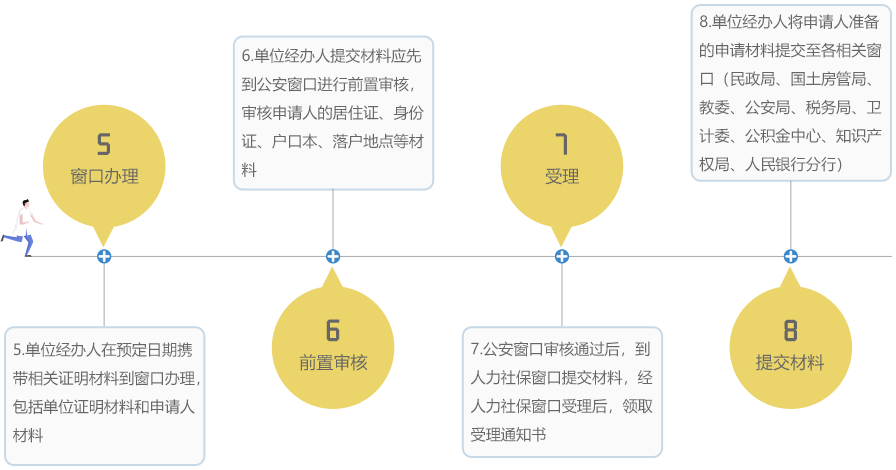 5
窗口办理
5.单位经办人在预定日期携
带相关证明材料到窗口办理，
包括单位证明材料和申请人
材料
6.单位经办人提交材料应先
到公安窗口进行前置审核，
审核申请人的居住证、身份
证、户口本、落户地点等材
料
6
前置审核
7
受理
7.公安窗口审核通过后，到
人力社保窗口提交材料，经
人力社保窗口受理后，领取
受理通知书
8.单位经办人将申请人准备
的申请材料提交至各相关窗
口（民政局、国土房管局、
教委、公安局、税务局、卫
计委、公积金中心、知识产
权局、人民银行分行）
8
提交材料